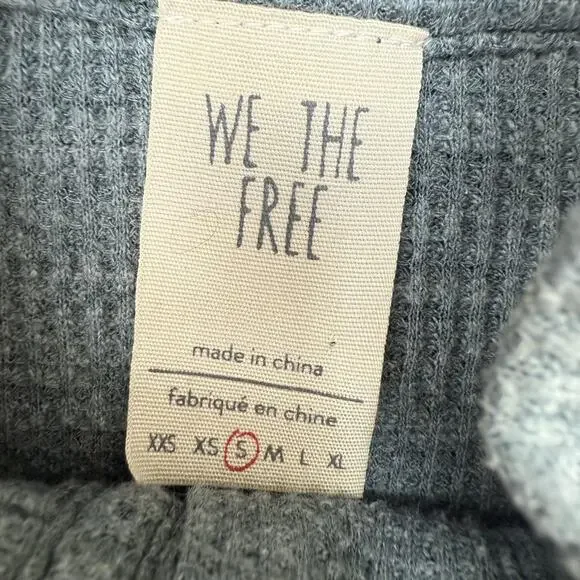 WE THE
FREE
made in china
fabriqué en chine
XXS XS S M L XL